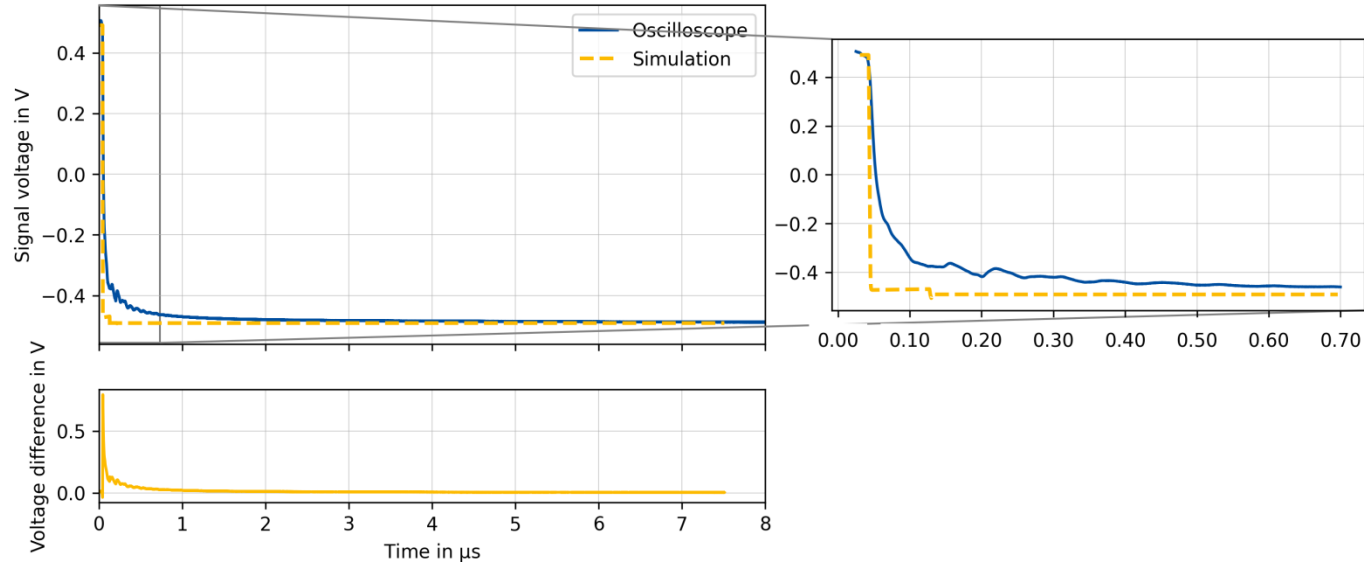 Signal voltage in V
0.4
0.2
0.0
−0.2
−0.4
Oscilloscope
Simulation
0.4
0.2
0.0
−0.2
−0.4
0.00 0.10 0.20 0.30 0.40 0.50 0.60 0.70
Voltage difference in V
0.5
0.0
0 1 2 3 4 5 6 7 8
Time in μs